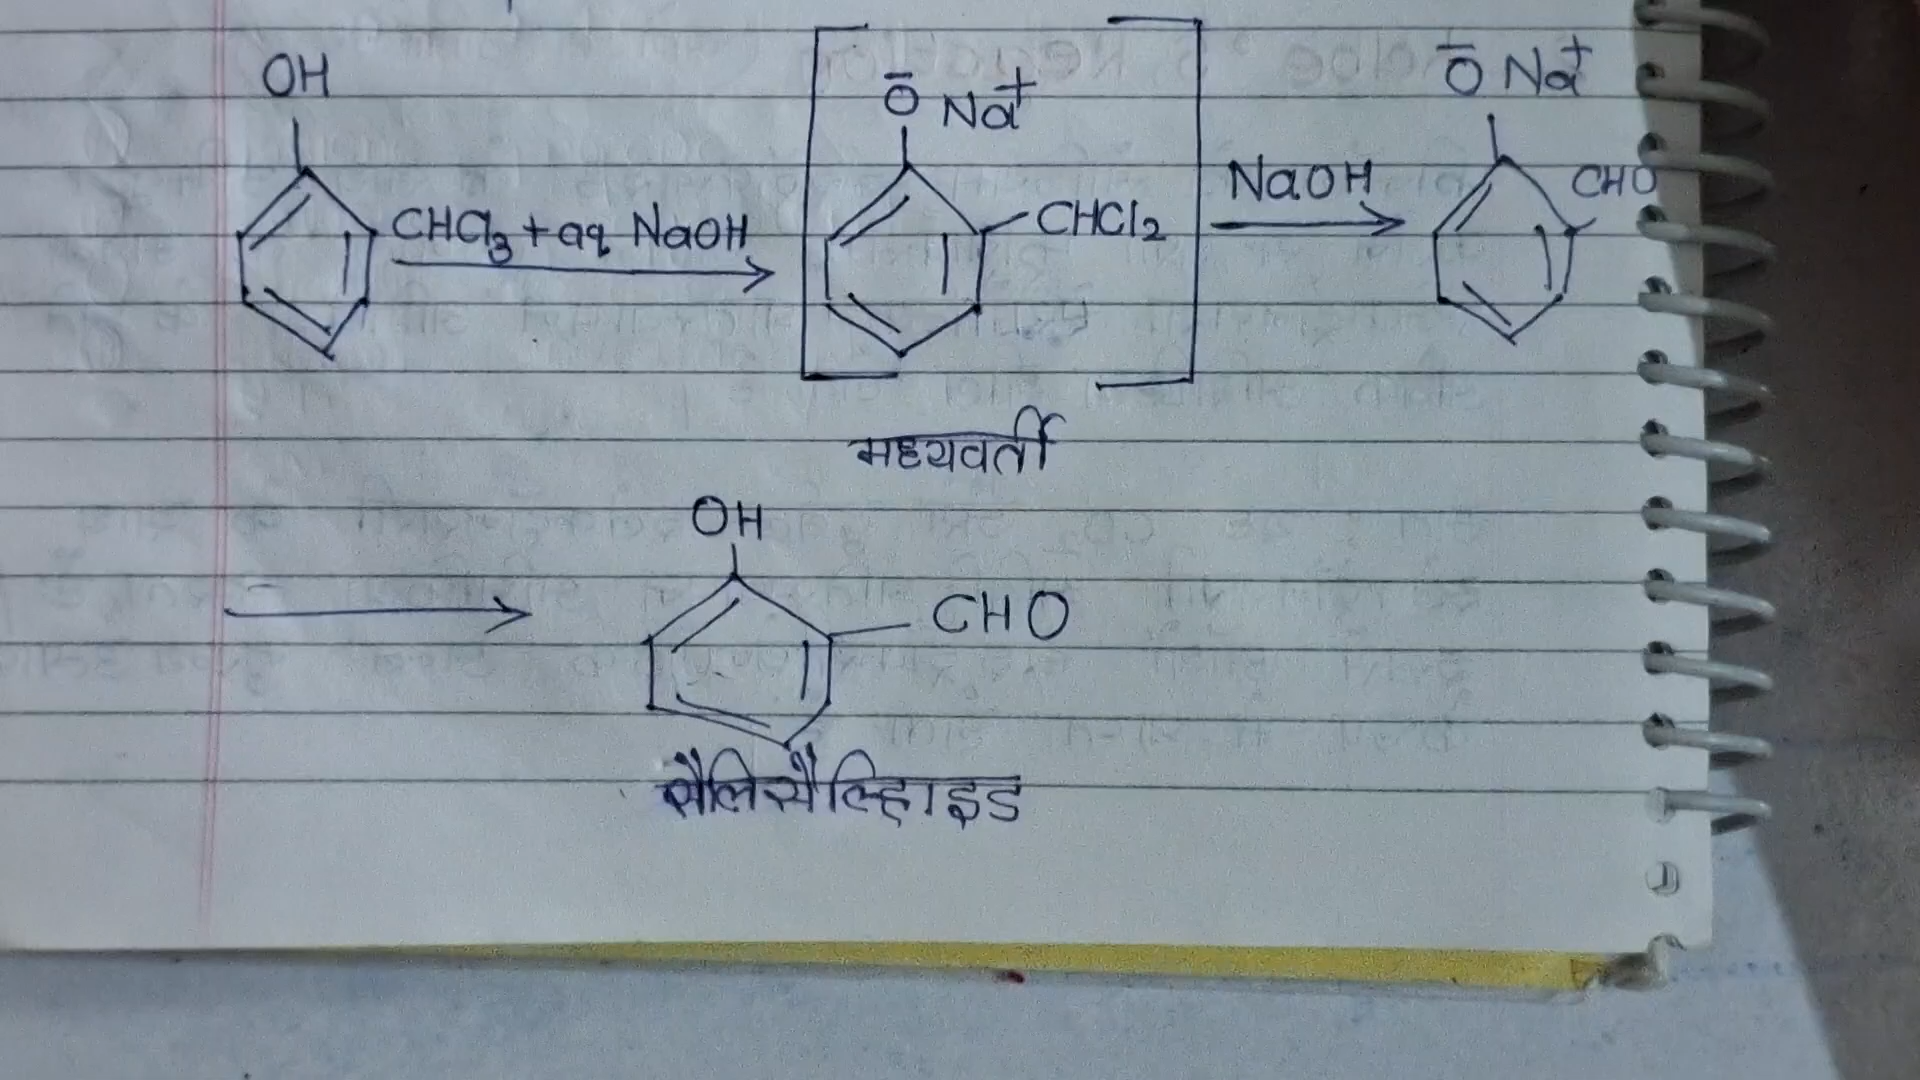 OH
CHCl3 + aq NaOH
Ō Na+
CHCl2
NaOH
Ō Na+
CHO
मध्यवर्ती
OH
CHO
सैलिसैल्हिाइड